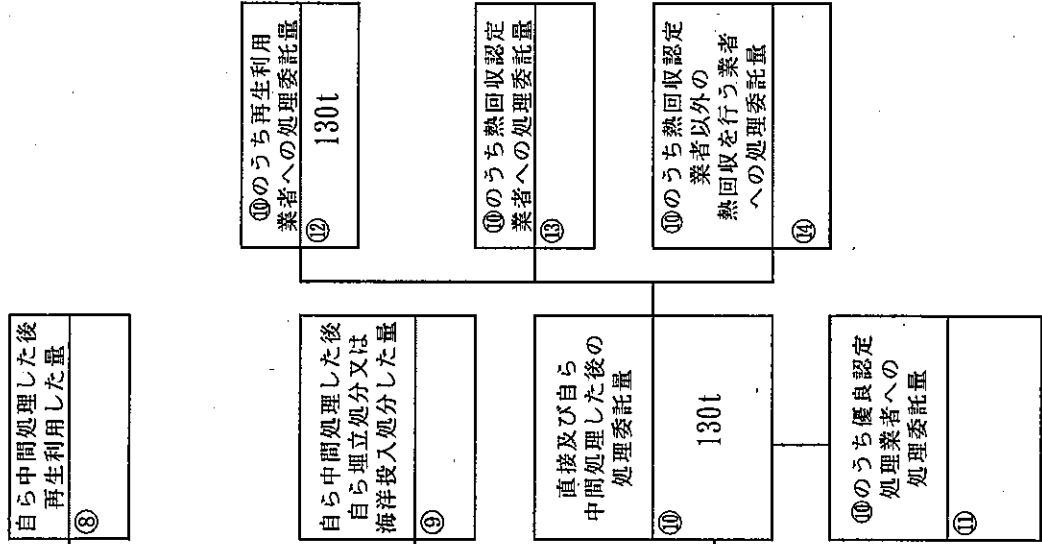 自ら中間処理した後
再生利用した量
⑧
自ら中間処理した後
自ら埋立処分又は
海洋投入処分した量
⑨
直接及び自ら
中間処理した後の
処理委託量
⑩
130t
⑩のうち優良認定
処理業者への
処理委託量
⑪
⑩のうち再生利用
業者への処理委託量
⑫
130t
⑩のうち熱回収認定
業者への処理委託量
⑬
⑩のうち熱回収認定
業者以外の
熱回収を行う業者
への処理委託量
⑭